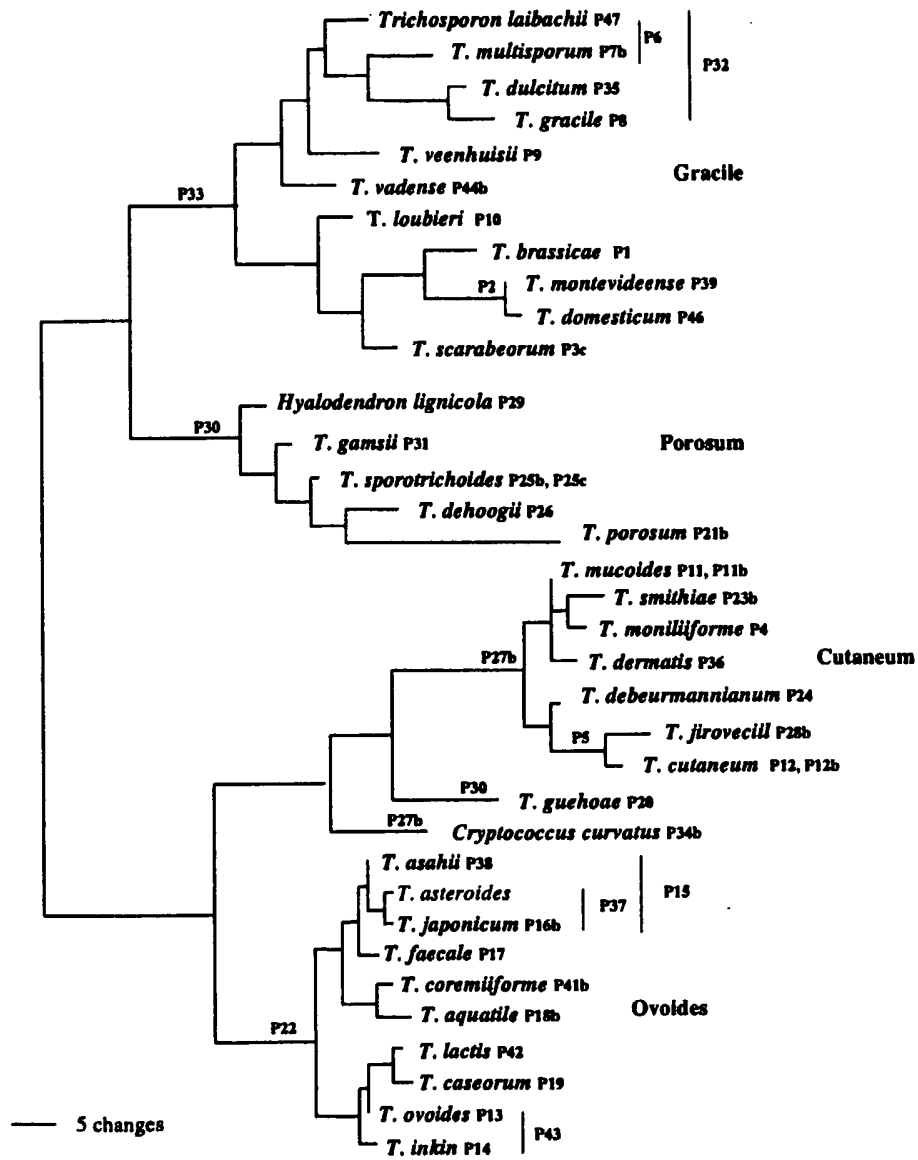 Trichosporon laibachii P47
P6
T. multisporum P7b
P32
T. dulcitum P35
T. gracile P8
T. veenhuisii P9
Gracile
T. vadense P44b
P33
T. loubieri P10
T. brassicae P1
P2
T. montevideense P39
T. domesticum P46
T. scarabeorum P3c
Hyalodendron lignicola P29
P30
T. gamsii P31
Porosum
T. sporotrichoides P25b, P25c
T. dehoogii P26
T. porosum P21b
T. mucoides P11, P11b
T. smithiae P23b
T. moniliiforme P4
P27b
T. dermatis P36
Cutaneum
T. debeurmannianum P24
P5
T. jirovecill P28b
T. cutaneum P12, P12b
P30
T. guehoae P20
P27b
Cryptococcus curvatus P34b
T. asahii P38
P15
T. asteroides
P37
T. japonicum P16b
T. faecale P17
T. coremiiforme P41b
Ovoides
T. aquatile P18b
P22
T. lactis P42
T. caseorum P19
T. ovoides P13
P43
T. inkin P14
5 changes